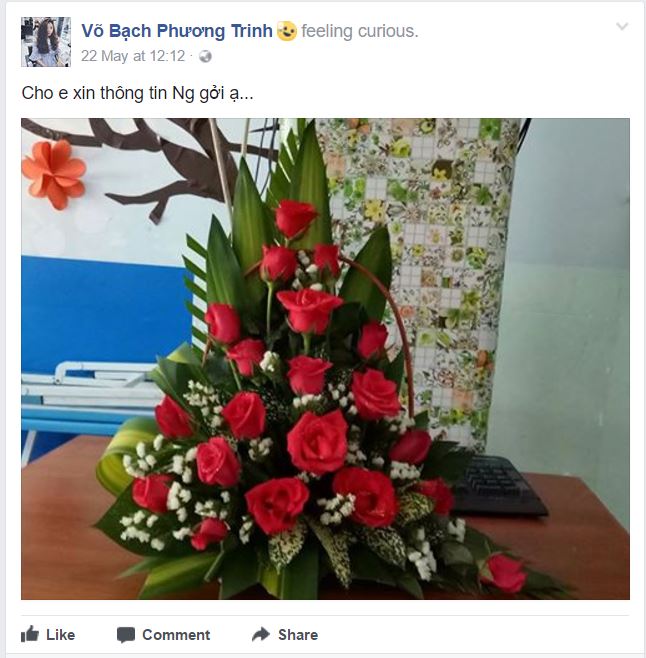 Võ Bạch Phương Trinh feeling curious.
22 May at 12:12 ·
Cho e xin thông tin Ng gởi ạ...
Like Comment Share